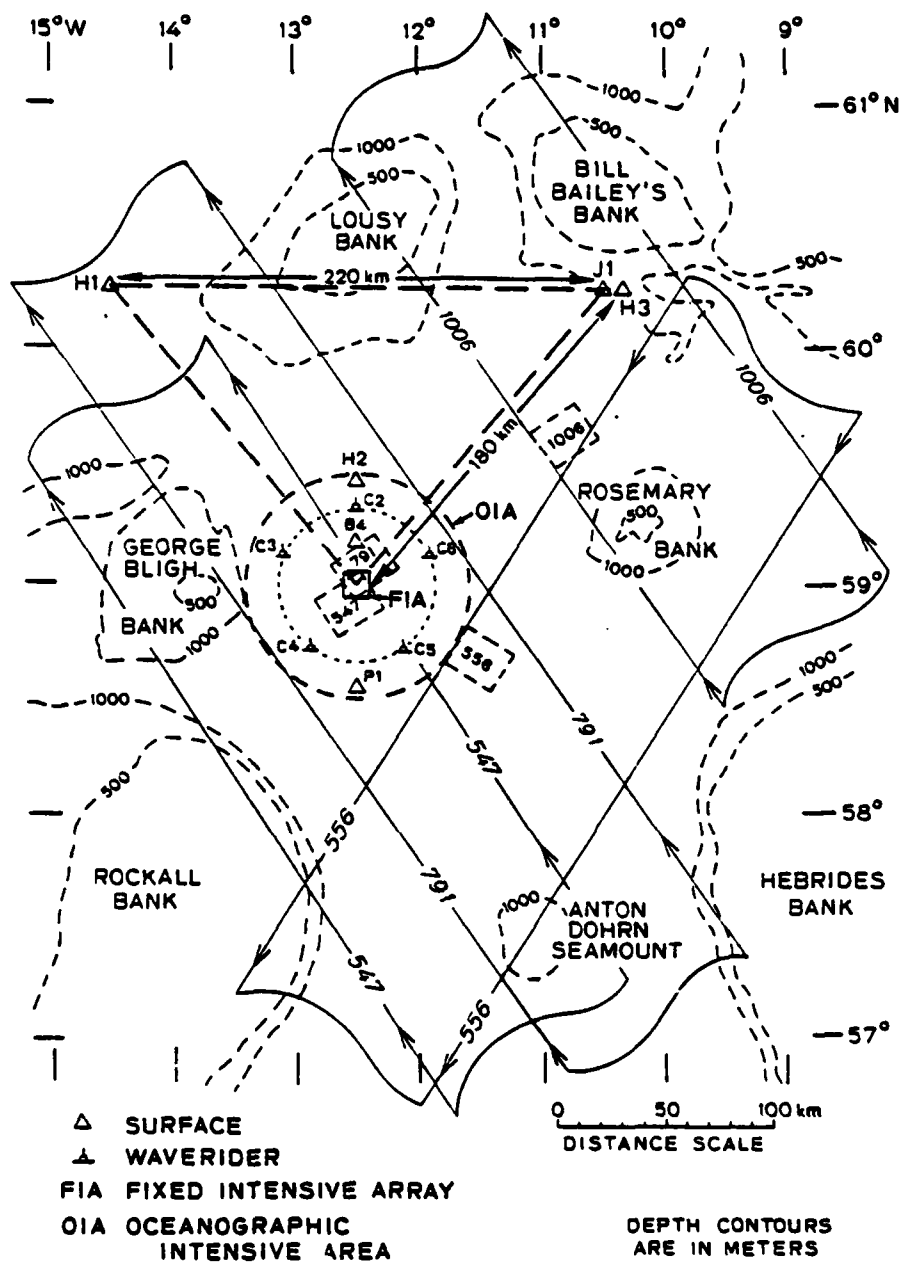 15°W 14° 13° 12° 11° 10° 9°
61°N
1000
500
BILL
BAILEY'S
BANK
1000
500
LOUSY
BANK
500
H1
220 km
J1
H3
1006
60°
1006
180 km
1006
H2
C2
B4
79
C3
C6
OIA
1000
GEORGE
BLIGH
500
BANK
1000
ROSEMARY
500
BANK
1000
59°
FIA
547
C4
C5
556
P1
1000
500
1000
500
791
547
58°
556
ROCKALL
BANK
791
HEBRIDES
BANK
1000
ANTON
DOHRN
SEAMOUNT
547
556
57°
0 50 100 km
DISTANCE SCALE
SURFACE
WAVERIDER
FIA FIXED INTENSIVE ARRAY
OIA OCEANOGRAPHIC
INTENSIVE AREA
DEPTH CONTOURS
ARE IN METERS